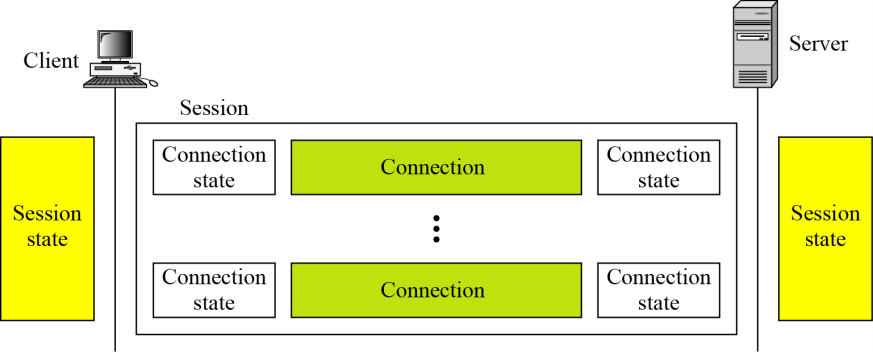 Client
Server
Session
Session
state
Connection
state
Connection
Connection
state
Session
state
Connection
state
Connection
Connection
state